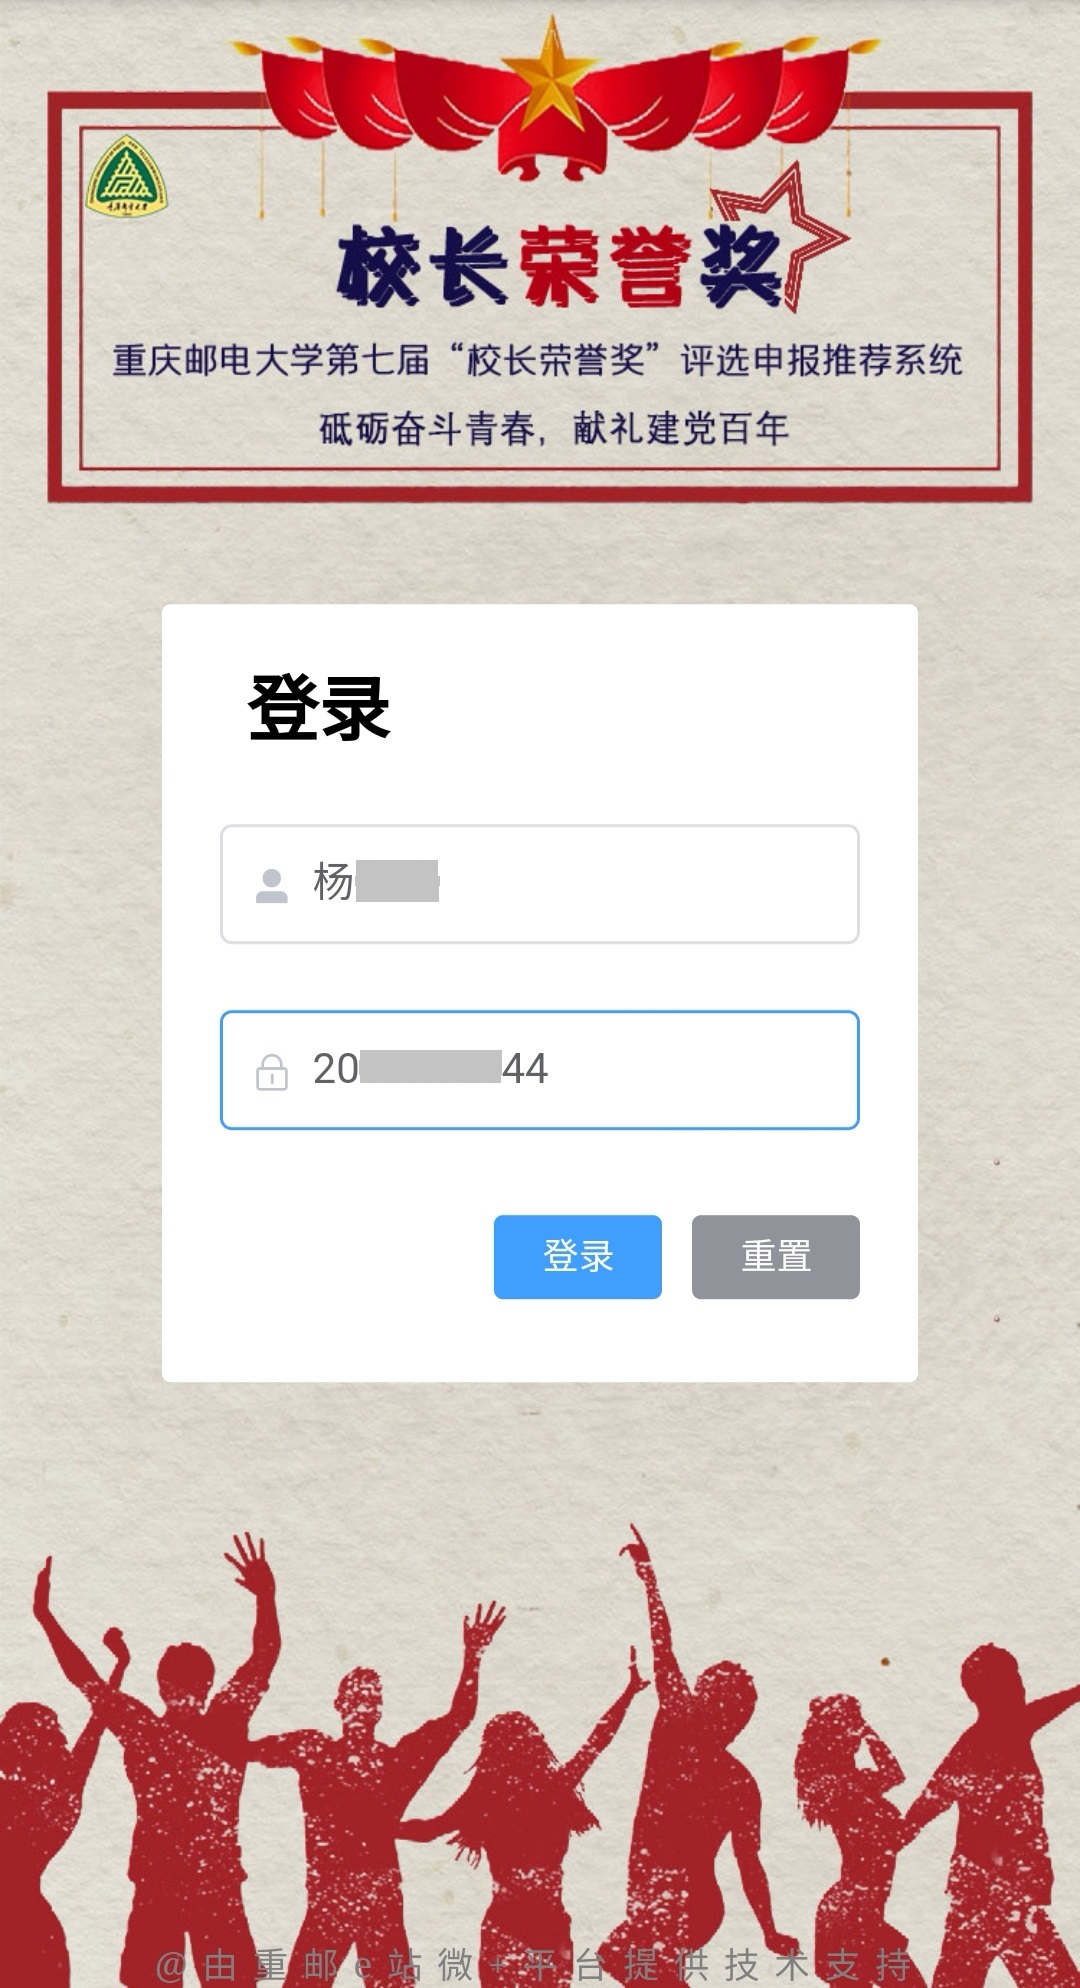 校长荣誉奖
重庆邮电大学第七届“校长荣誉奖”评选申报推荐系统
砥砺奋斗青春，献礼建党百年
登录
杨
20 44
登录 重置
@由重邮e站微+平台提供技术支持